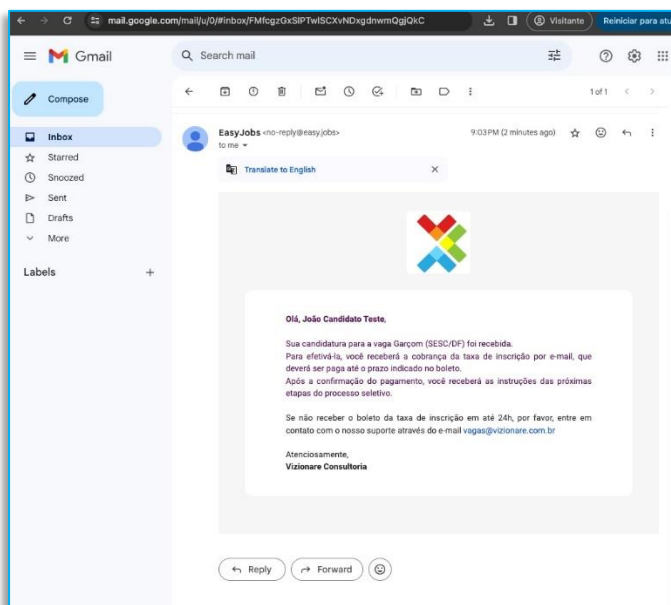 mail.google.com/mail/u/0/#inbox/FMfcgzGxSlPTwlSCXvNDxgdnwmQgjQkC
Visitante
Reiniciar para atu
Gmail
Search mail
Compose
1 of 1
Inbox
Starred
Snoozed
Sent
Drafts
More
Labels
EasyJobs <no-reply@easy.jobs>
9:03 PM (2 minutes ago)
to me
Translate to English
Olá, João Candidato Teste,
Sua candidatura para a vaga Garçom (SESC/DF) foi recebida.
Para efetivá-la, você receberá a cobrança da taxa de inscrição por e-mail, que
deverá ser paga até o prazo indicado no boleto.
Após a confirmação do pagamento, você receberá as instruções das próximas
etapas do processo seletivo.
Se não receber o boleto da taxa de inscrição em até 24h, por favor, entre em
contato com o nosso suporte através do e-mail vagas@vizionare.com.br
Atenciosamente,
Vizionare Consultoria
Reply
Forward